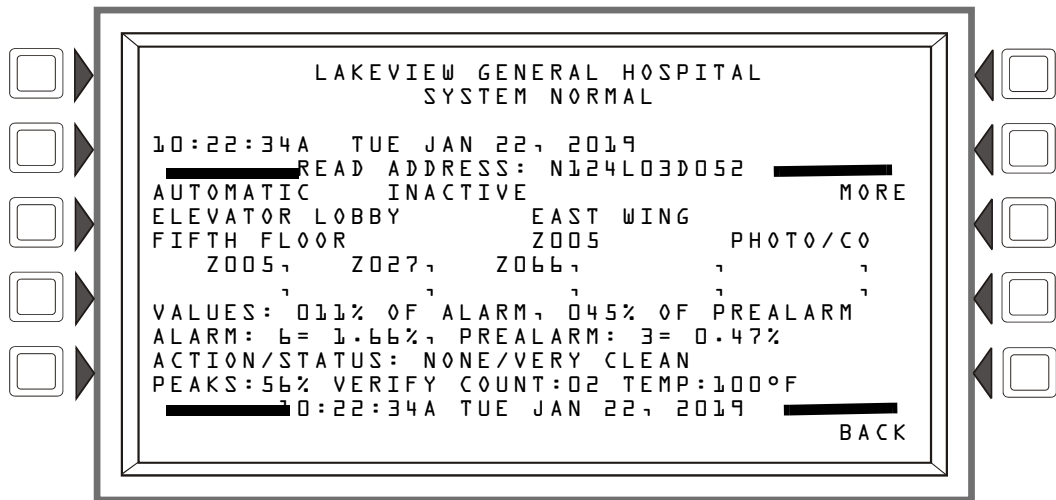 LAKEVIEW GENERAL HOSPITAL
SYSTEM NORMAL
10:22:34A TUE JAN 22, 2019
READ ADDRESS: N124L03D052
AUTOMATIC INACTIVE MORE
ELEVATOR LOBBY EAST WING
FIFTH FLOOR Z005 PHOTO/CO
Z005, Z027, Z066, , ,
, , , , ,
VALUES: 011% OF ALARM, 045% OF PREALARM
ALARM: 6= 1.66%, PREALARM: 3= 0.47%
ACTION/STATUS: NONE/VERY CLEAN
PEAKS:56% VERIFY COUNT:02 TEMP:100°F
10:22:34A TUE JAN 22, 2019
BACK